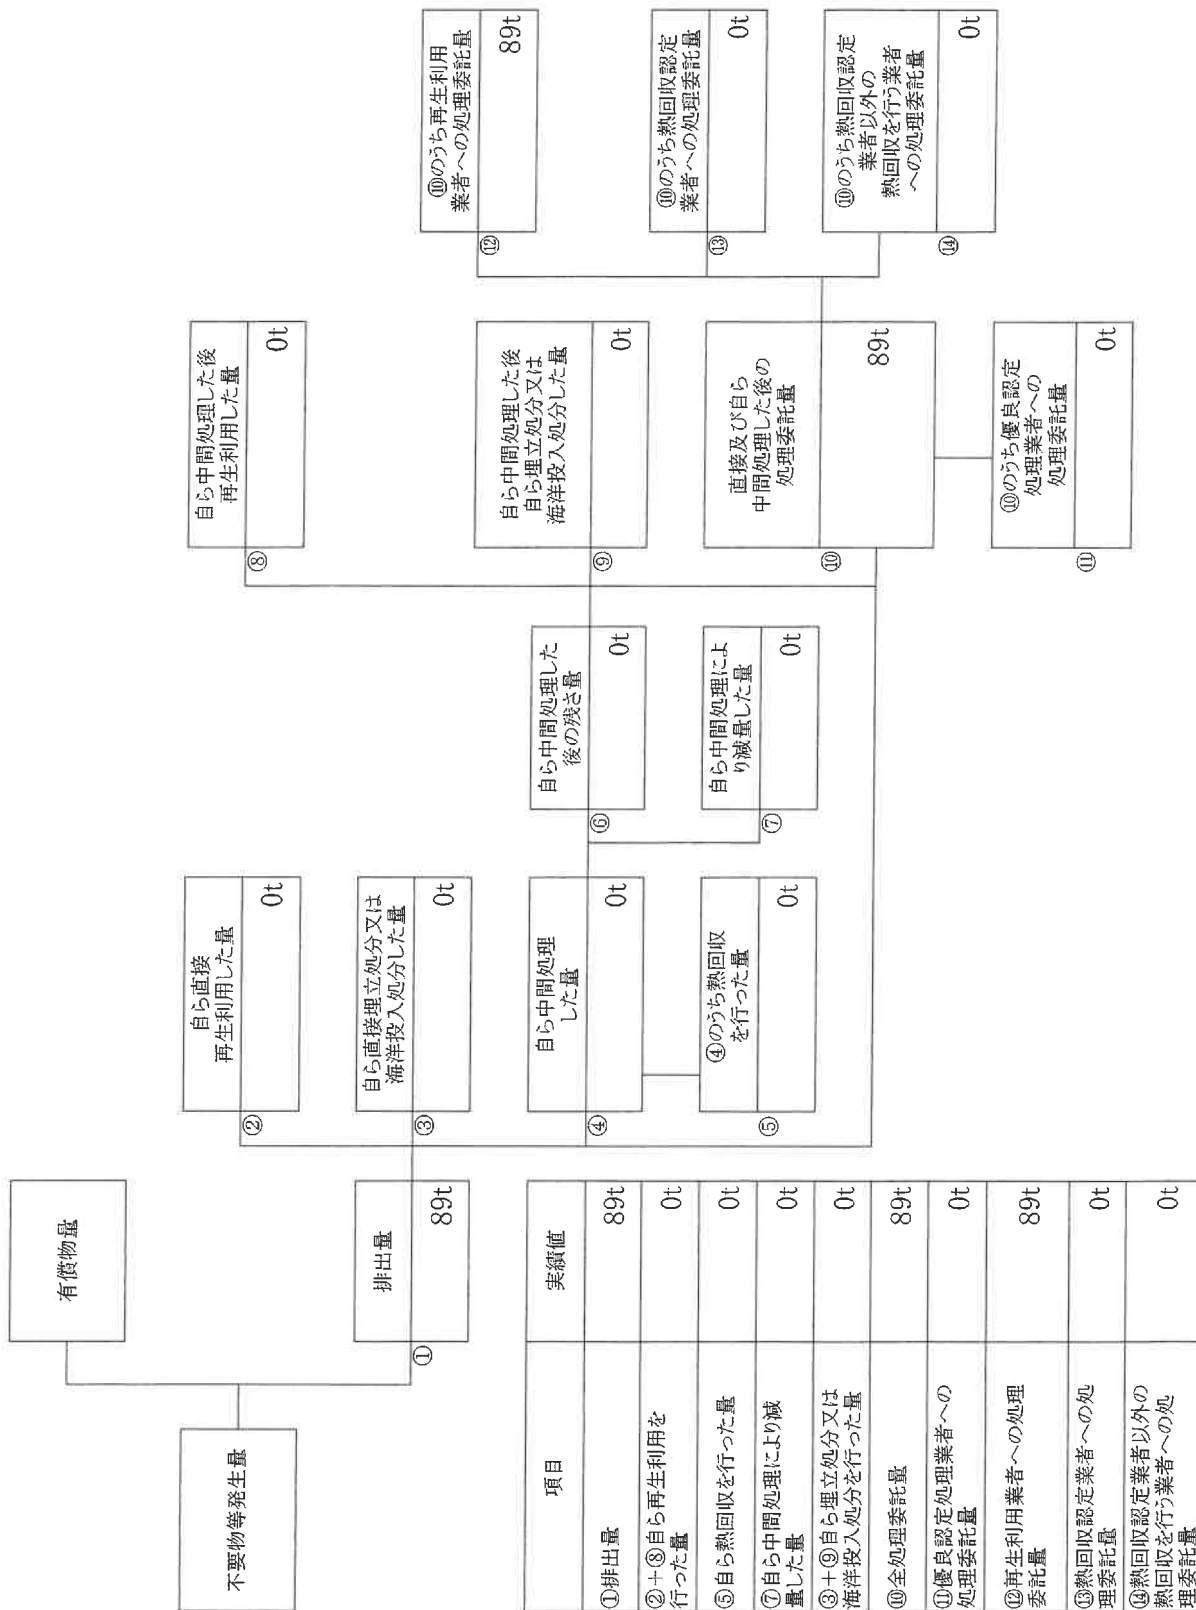 不要物等発生量
有償物量
①
排出量
89t
②
自ら直接
再生利用した量
0t
③
自ら直接埋立処分又は
海洋投入処分した量
0t
④
自ら中間処理
した量
0t
⑤
④のうち熱回収
を行った量
0t
⑥
自ら中間処理した
後の残さ量
0t
⑦
自ら中間処理によ
り減量した量
0t
⑧
自ら中間処理した後
再生利用した量
0t
⑨
自ら中間処理した後
自ら埋立処分又は
海洋投入処分した量
0t
⑩
直接及び自ら
中間処理した後の
処理委託量
89t
⑪
⑩のうち優良認定
処理業者への
処理委託量
0t
⑫
⑩のうち再生利用
業者への処理委託量
89t
⑬
⑩のうち熱回収認定
業者への処理委託量
0t
⑭
⑩のうち熱回収認定
業者以外の
熱回収を行う業者
への処理委託量
0t
項目
実績値
①排出量
89t
②+⑧自ら再生利用を
行った量
0t
⑤自ら熱回収を行った量
0t
⑦自ら中間処理により減
量した量
0t
③+⑨自ら埋立処分又は
海洋投入処分を行った量
0t
⑩全処理委託量
89t
⑪優良認定処理業者への
処理委託量
0t
⑫再生利用業者への処理
委託量
89t
⑬熱回収認定業者への処
理委託量
0t
⑭熱回収認定業者以外の
熱回収を行う業者への処
理委託量
0t